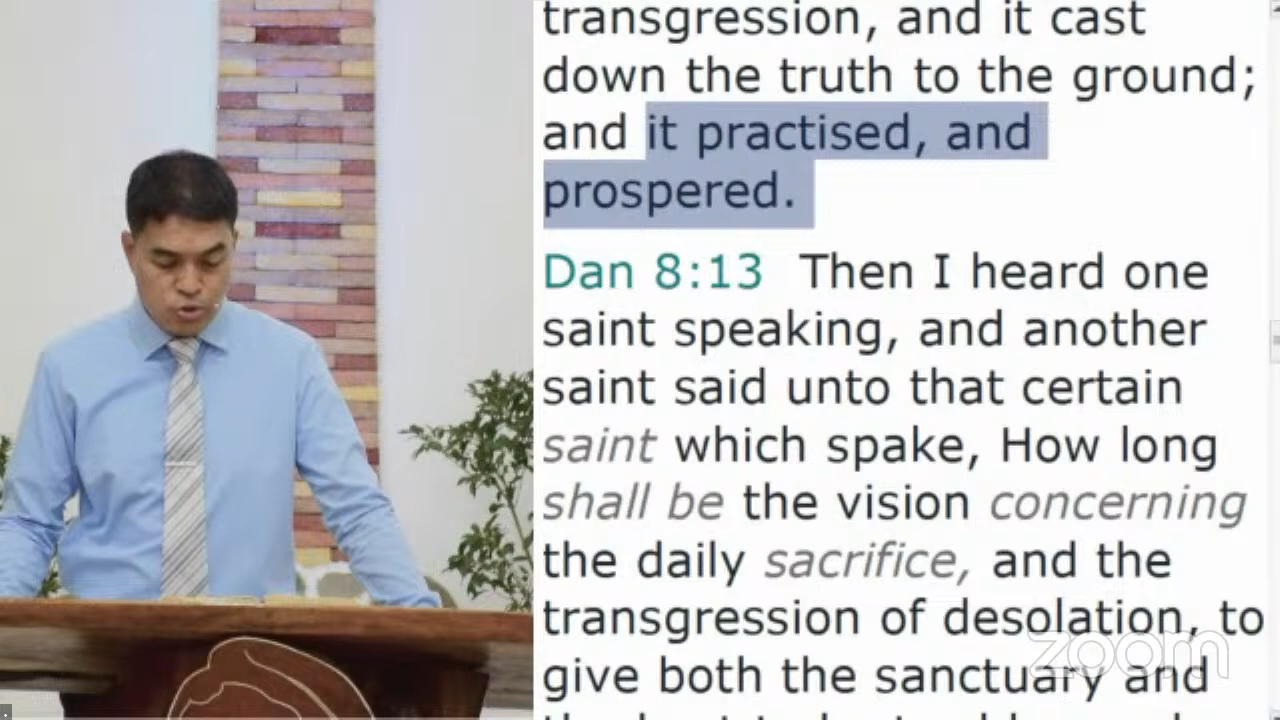 transgression, and it cast
down the truth to the ground;
and it practised, and
prospered.
Dan 8:13 Then I heard one
saint speaking, and another
saint said unto that certain
saint which spake, How long
shall be the vision concerning
the daily sacrifice, and the
transgression of desolation, to
give both the sanctuary and
zoom